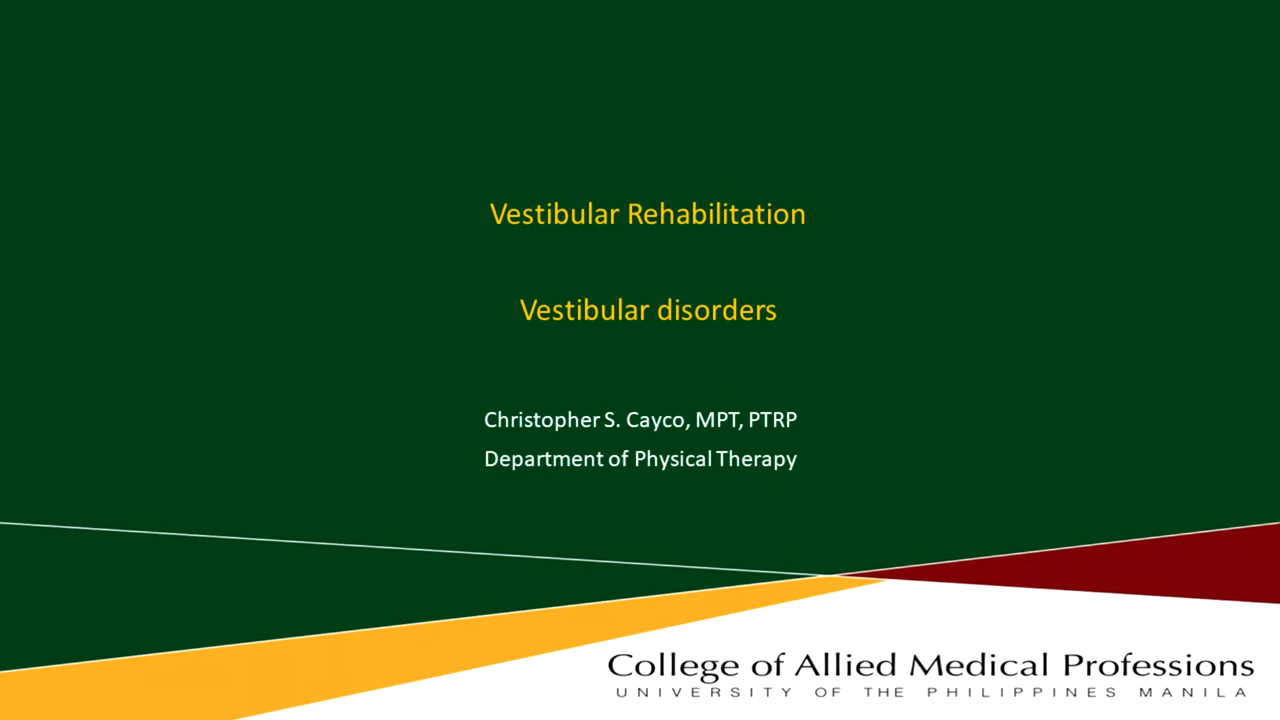 Vestibular Rehabilitation
Vestibular disorders
Christopher S. Cayco, MPT, PTRP
Department of Physical Therapy
College of Allied Medical Professions
UNIVERSITY OF THE PHILIPPINES MANILA